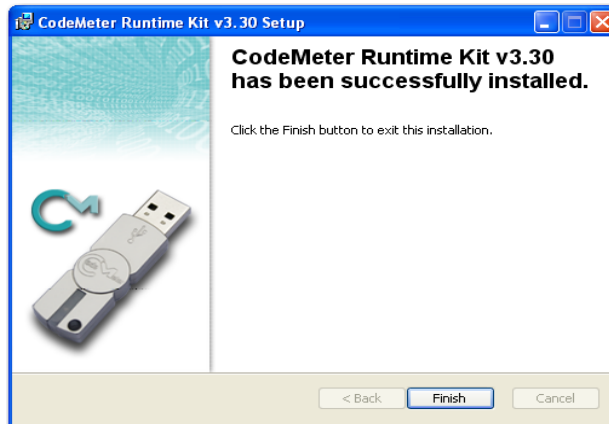 CodeMeter Runtime Kit v3.30 Setup
CodeMeter Runtime Kit v3.30
has been successfully installed.
Click the Finish button to exit this installation.
CM
< Back
Finish
Cancel